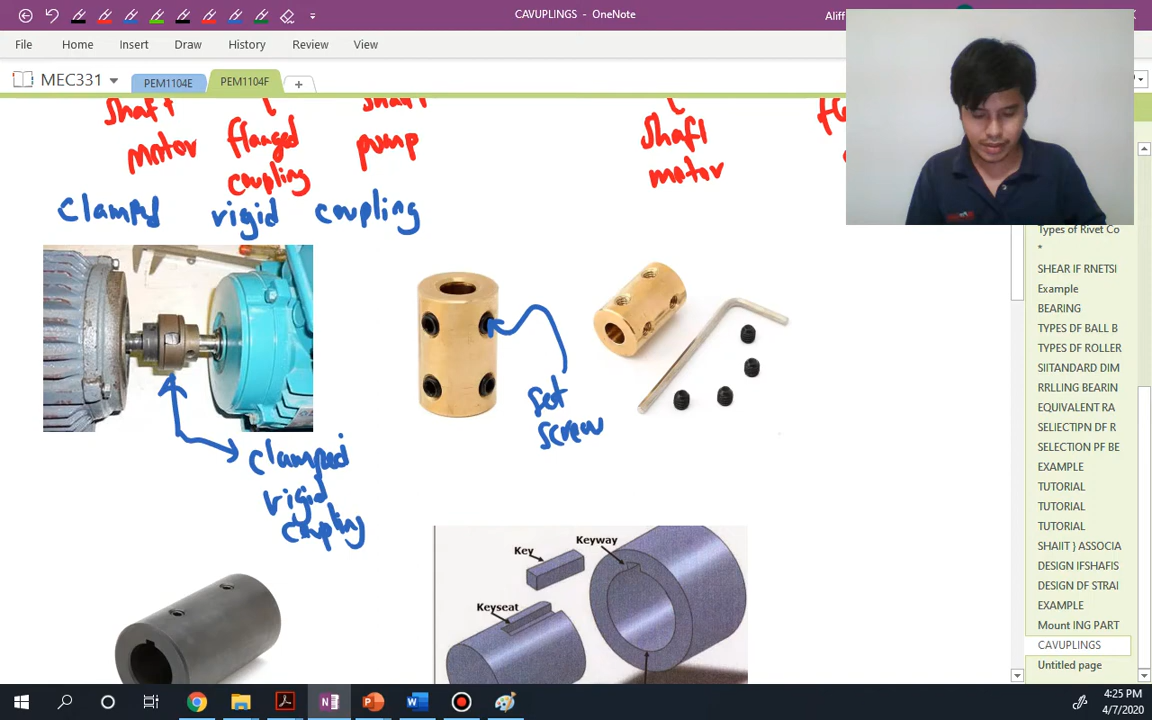 CAVUPLINGS - OneNote
Aliff
File Home Insert Draw History Review View
MEC331
PEM1104E
PEM1104F
shaft motor
flanged coupling
shaft pump
shaft motor
clamped rigid coupling
set screw
clamped rigid coupling
Key
Keyway
Keyseat
Types of Rivet Co
*
SHEAR IF RNETSI
Example
BEARING
TYPES DF BALL B
TYPES DF ROLLER
SIITANDARD DIM
RRLLING BEARIN
EQUIVALENT RA
SELIECTIPN DF R
SELECTION PF BE
EXAMPLE
TUTORIAL
TUTORIAL
TUTORIAL
SHAIIT } ASSOCIA
DESIGN IFSHAFIS
DESIGN DF STRAI
EXAMPLE
Mount ING PART
CAVUPLINGS
Untitled page
4:25 PM
4/7/2020